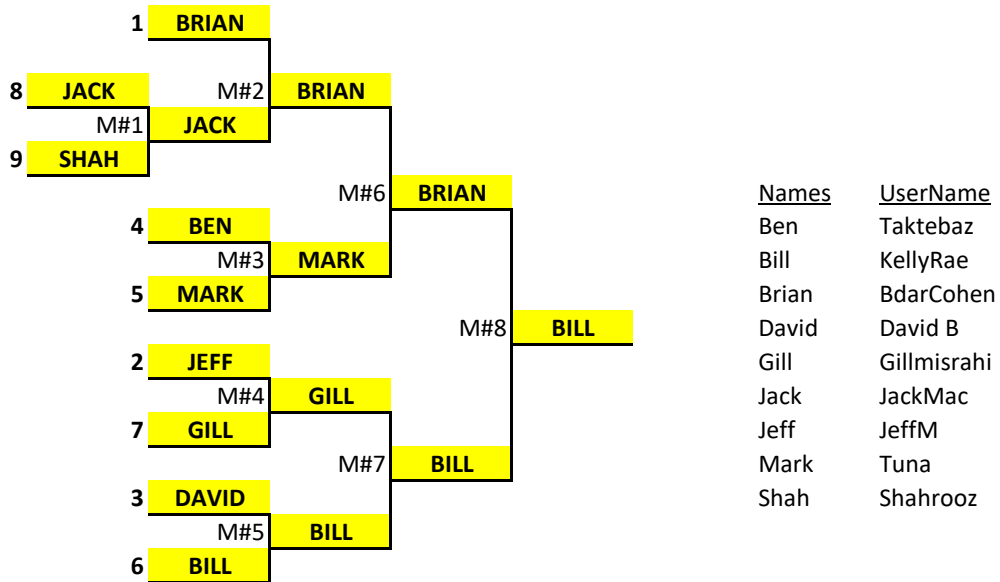 1 BRIAN
8 JACK M#2 BRIAN
M#1 JACK
9 SHAH
M#6 BRIAN
4 BEN
M#3 MARK
5 MARK
M#8 BILL
2 JEFF
M#4 GILL
7 GILL
M#7 BILL
3 DAVID
M#5 BILL
6 BILL
Names UserName
Ben Taktebaz
Bill KellyRae
Brian BdarCohen
David David B
Gill Gillmisrahi
Jack JackMac
Jeff JeffM
Mark Tuna
Shah Shahrooz